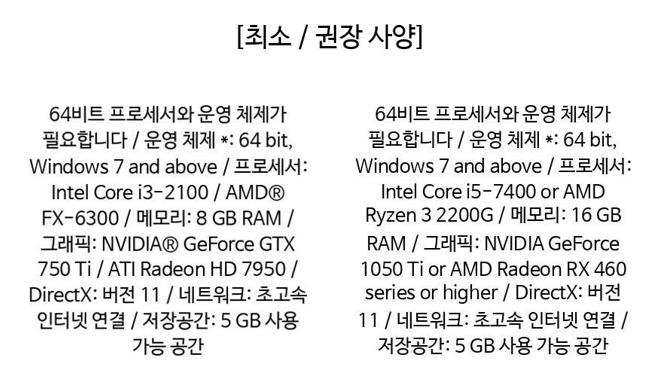 [최소 / 권장 사양]
64비트 프로세서와 운영 체제가
필요합니다 / 운영 체제 *: 64 bit,
Windows 7 and above / 프로세서:
Intel Core i3-2100 / AMD®
FX-6300 / 메모리: 8 GB RAM /
그래픽: NVIDIA® GeForce GTX
750 Ti / ATI Radeon HD 7950 /
DirectX: 버전 11 / 네트워크: 초고속
인터넷 연결 / 저장공간: 5 GB 사용
가능 공간
64비트 프로세서와 운영 체제가
필요합니다 / 운영 체제 *: 64 bit,
Windows 7 and above / 프로세서:
Intel Core i5-7400 or AMD
Ryzen 3 2200G / 메모리: 16 GB
RAM / 그래픽: NVIDIA GeForce
1050 Ti or AMD Radeon RX 460
series or higher / DirectX: 버전
11 / 네트워크: 초고속 인터넷 연결 /
저장공간: 5 GB 사용 가능 공간